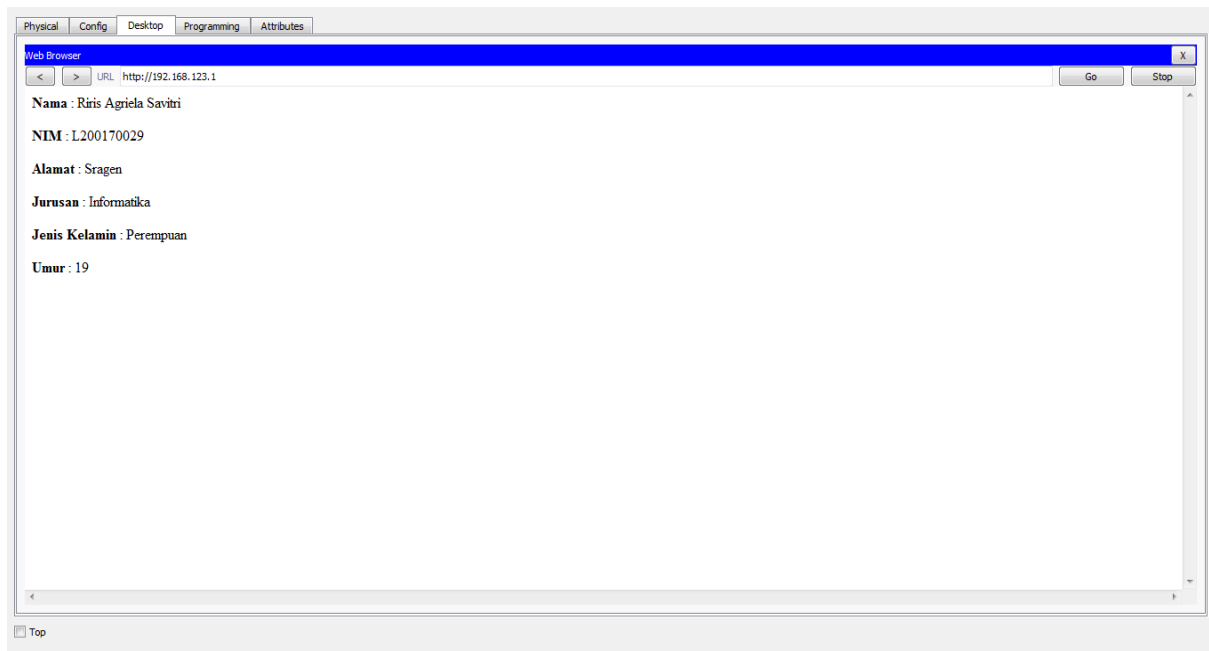 Physical Config Desktop Programming Attributes
Web Browser X
< > URL http://192.168.123.1 Go Stop
Nama : Riris Agriela Savitri
NIM : L200170029
Alamat : Sragen
Jurusan : Informatika
Jenis Kelamin : Perempuan
Umur : 19
Top